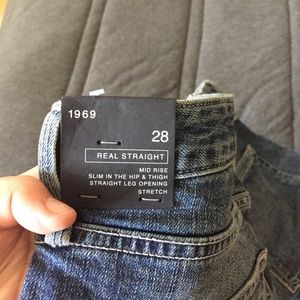 1969
28
REAL STRAIGHT
MID RISE
SLIM IN THE HIP & THIGH
STRAIGHT LEG OPENING
STRETCH